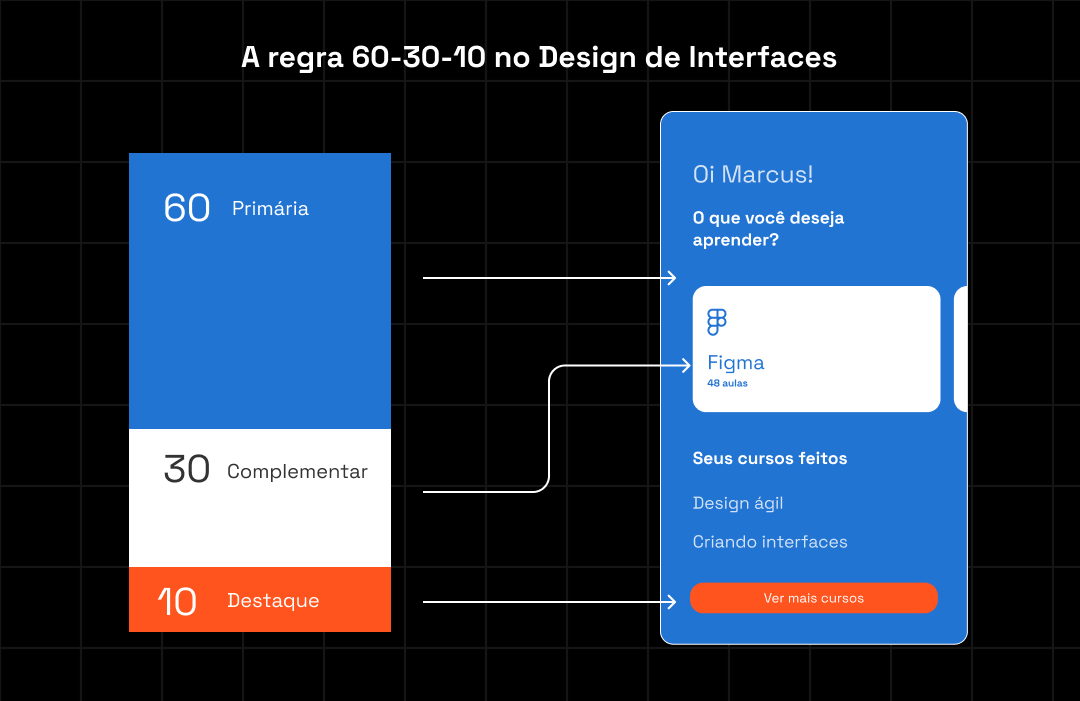 A regra 60-30-10 no Design de Interfaces
60 Primária
30 Complementar
10 Destaque
Oi Marcus!
O que você deseja
aprender?
Figma
48 aulas
Seus cursos feitos
Design ágil
Criando interfaces
Ver mais cursos